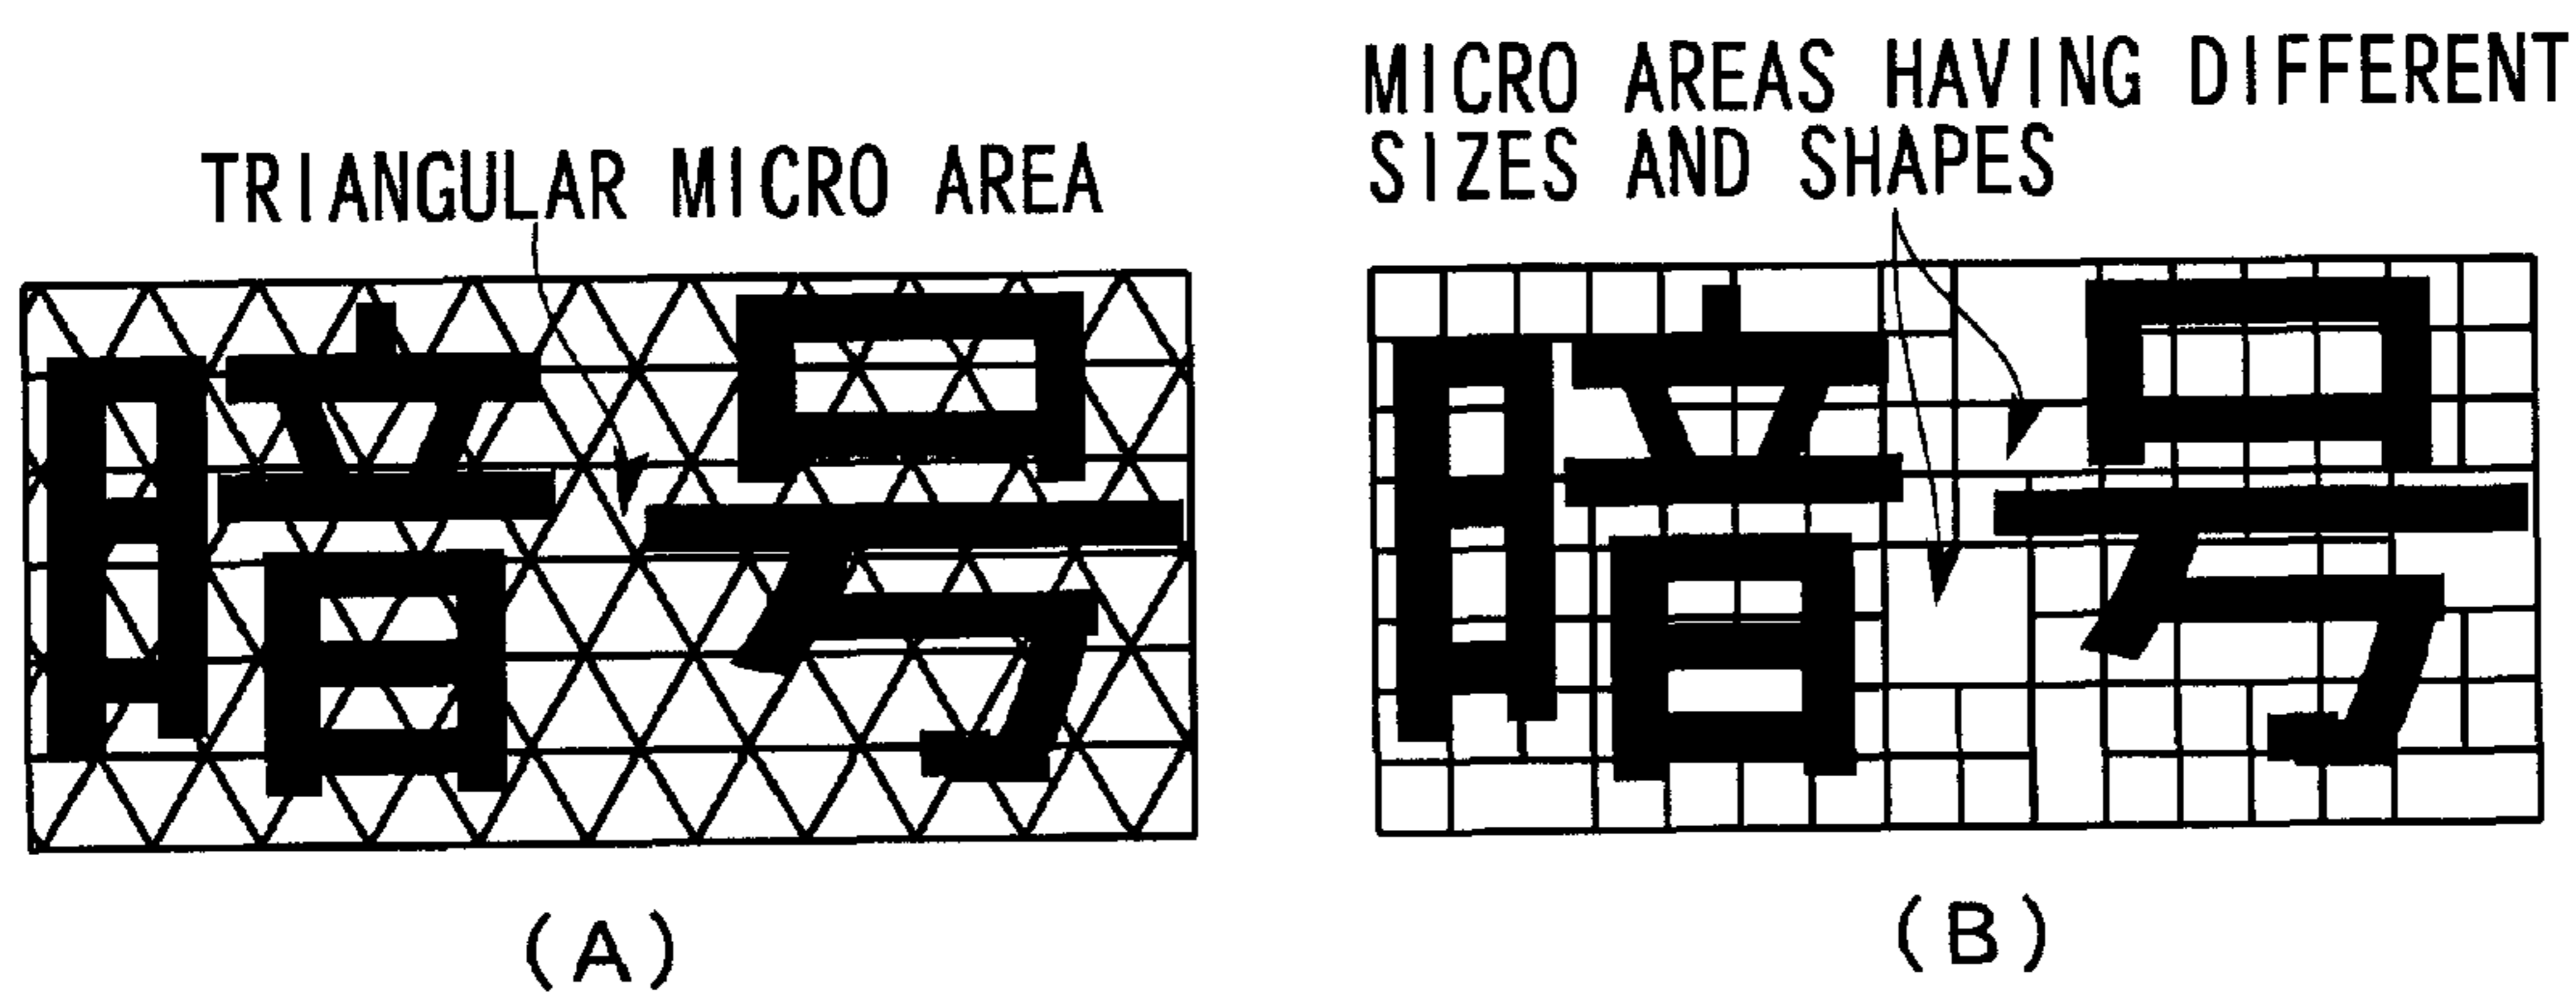 TRIANGULAR MICRO AREA
暗号
(A)
MICRO AREAS HAVING DIFFERENT
SIZES AND SHAPES
暗号
(B)